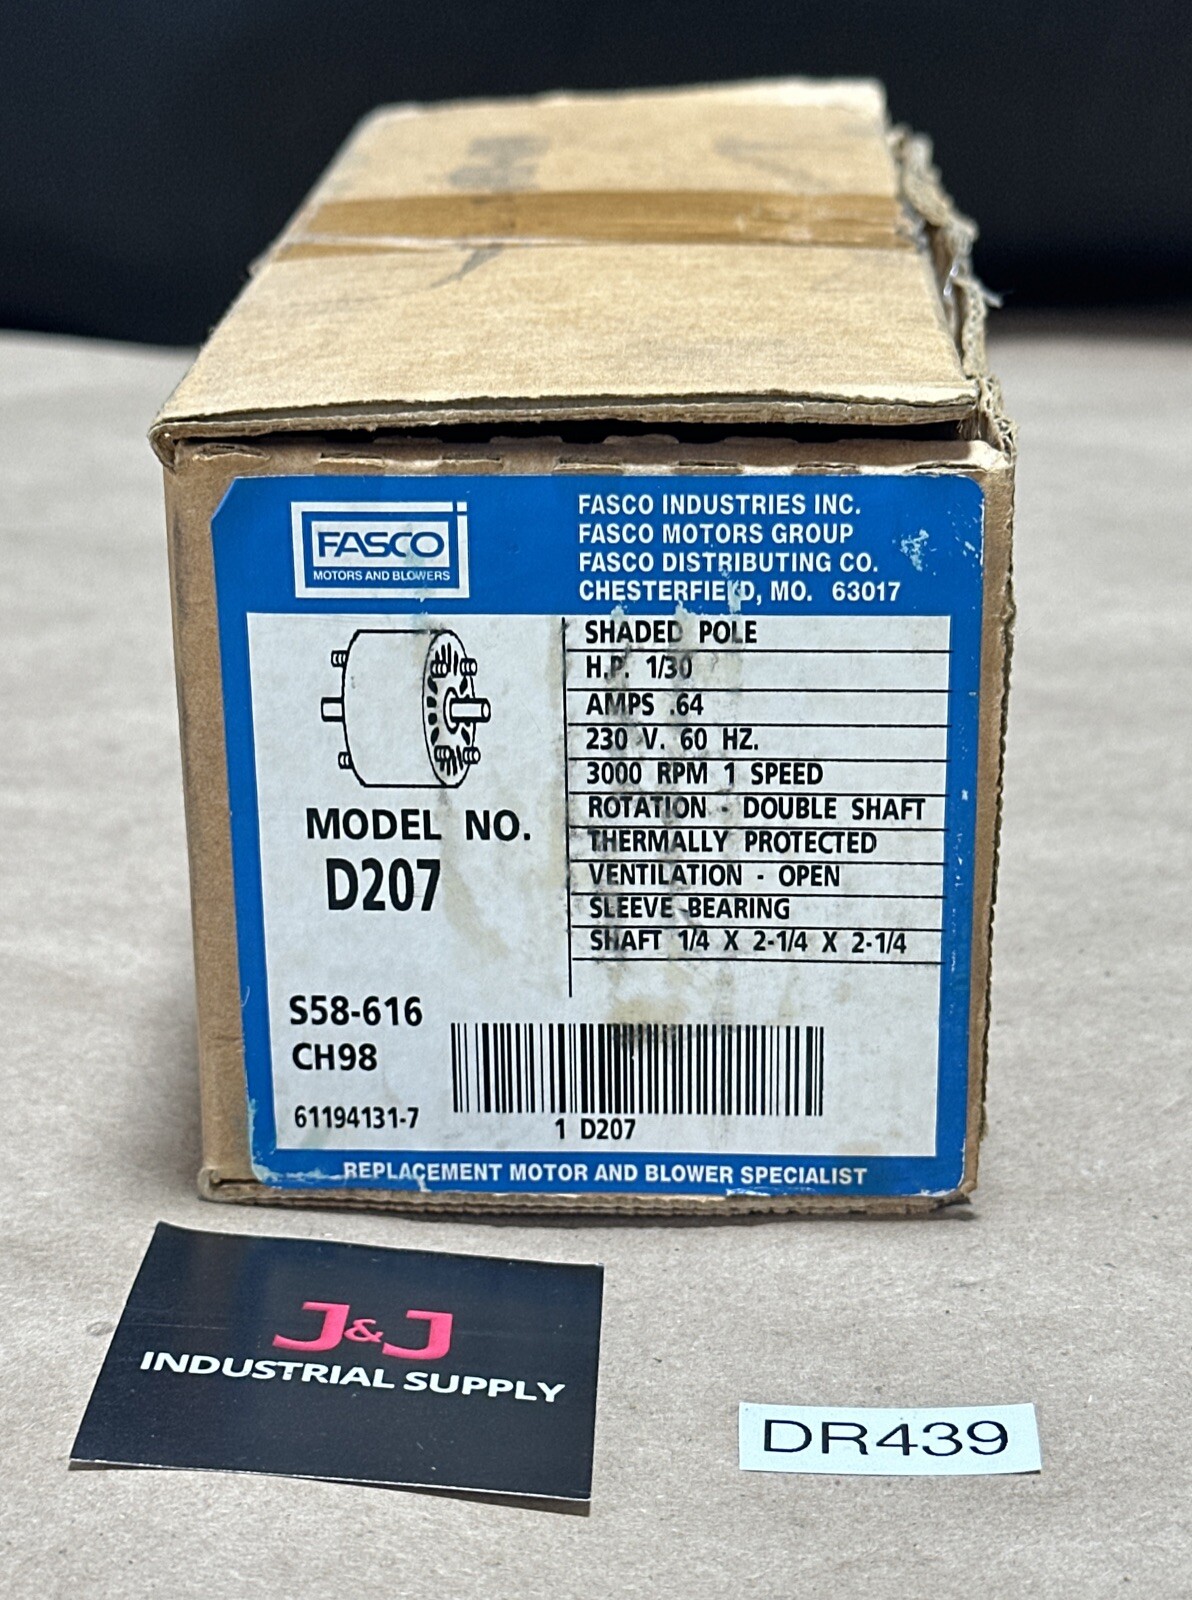 FASCO
MOTORS AND BLOWERS
FASCO INDUSTRIES INC.
FASCO MOTORS GROUP
FASCO DISTRIBUTING CO.
CHESTERFIELD, MO. 63017
SHADED POLE
H.P. 1/30
AMPS .64
230 V. 60 HZ.
3000 RPM 1 SPEED
ROTATION - DOUBLE SHAFT
THERMALLY PROTECTED
VENTILATION - OPEN
SLEEVE BEARING
SHAFT 1/4 X 2-1/4 X 2-1/4
MODEL NO.
D207
S58-616
CH98
61194131-7
1 D207
REPLACEMENT MOTOR AND BLOWER SPECIALIST
J&J
INDUSTRIAL SUPPLY
DR439